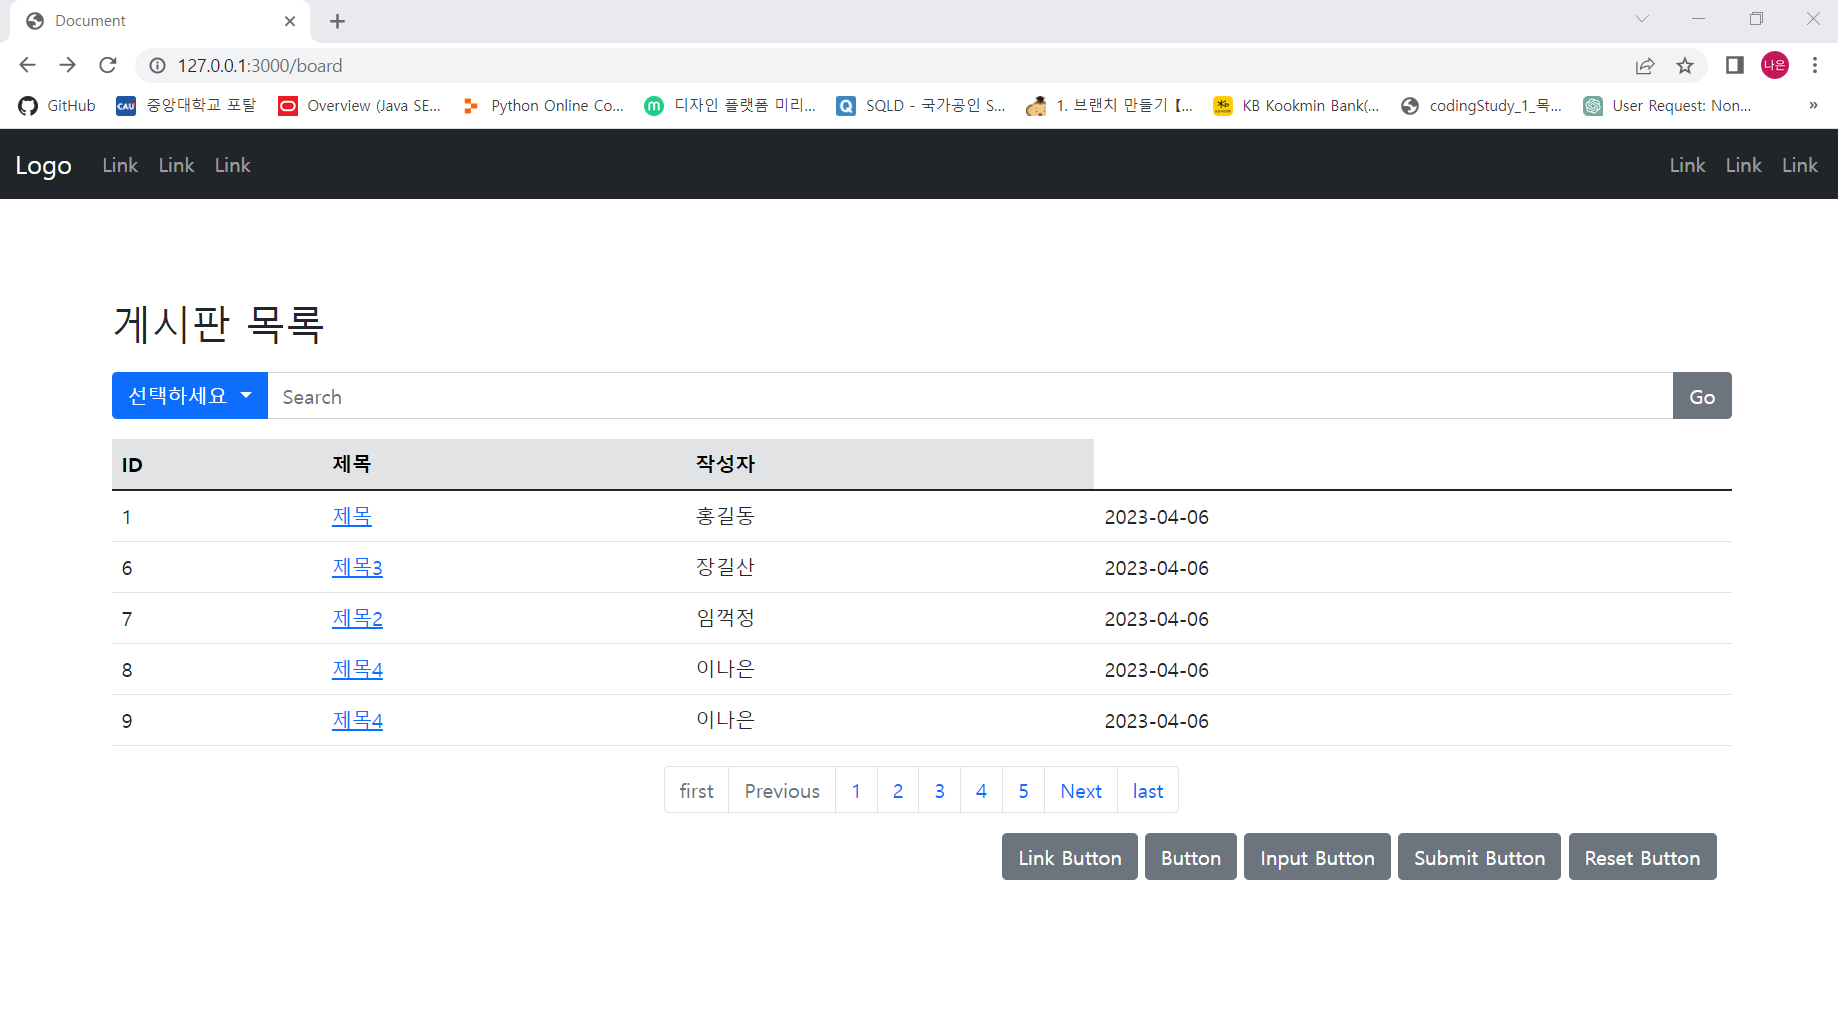 Document
127.0.0.1:3000/board
나은
GitHub
CAU 중앙대학교 포탈
Overview (Java SE...
Python Online Co...
m 디자인 플랫폼 미리...
Q SQLD - 국가공인 S...
1. 브랜치 만들기【...
KB Kookmin Bank(...
codingStudy_1_목...
User Request: Non...
»
Logo Link Link Link Link Link Link
게시판 목록
선택하세요 Search Go
ID 제목 작성자
1 제목 홍길동 2023-04-06
6 제목3 장길산 2023-04-06
7 제목2 임꺽정 2023-04-06
8 제목4 이나은 2023-04-06
9 제목4 이나은 2023-04-06
first Previous 1 2 3 4 5 Next last
Link Button Button Input Button Submit Button Reset Button